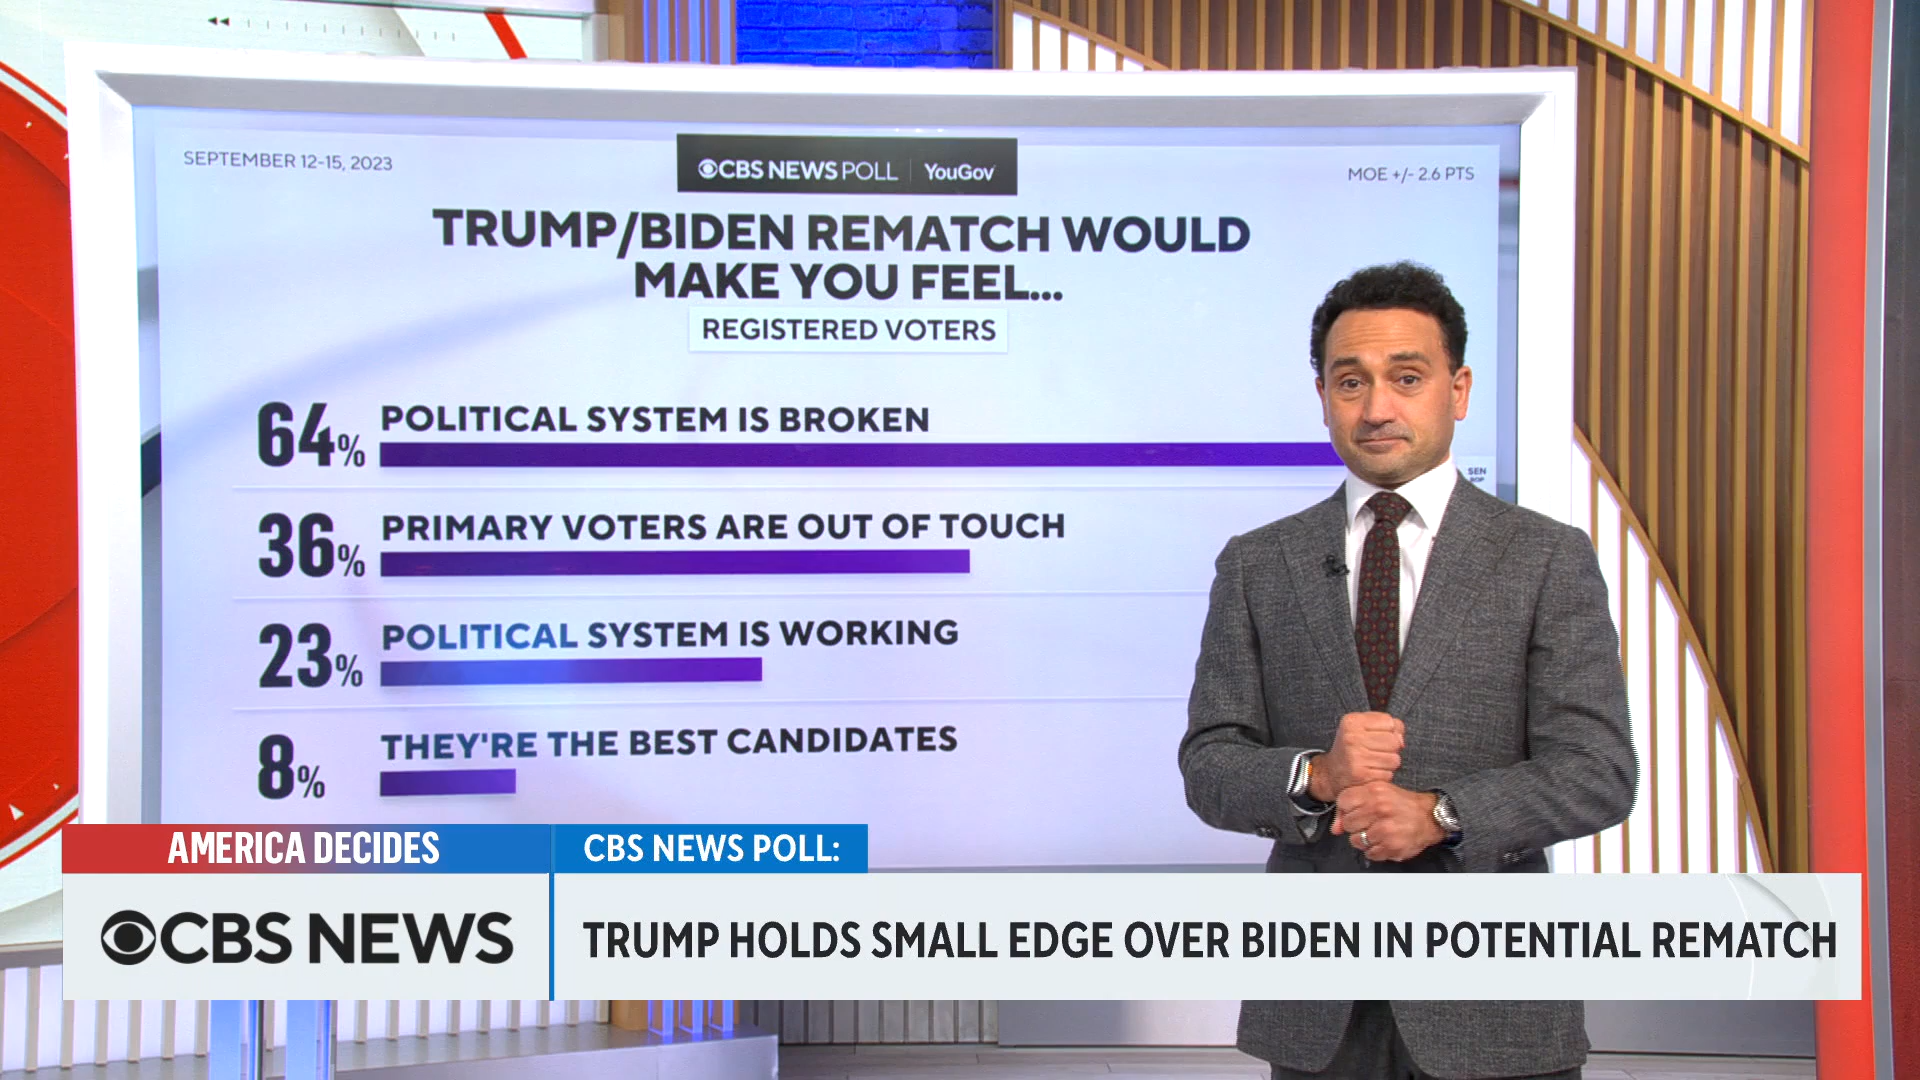 SEPTEMBER 12-15, 2023
CBS NEWS POLL | YouGov
MOE +/- 2.6 PTS
TRUMP/BIDEN REMATCH WOULD
MAKE YOU FEEL...
REGISTERED VOTERS
64% POLITICAL SYSTEM IS BROKEN
36% PRIMARY VOTERS ARE OUT OF TOUCH
23% POLITICAL SYSTEM IS WORKING
8% THEY'RE THE BEST CANDIDATES
SEN
AMERICA DECIDES
CBS NEWS POLL:
CBS NEWS
TRUMP HOLDS SMALL EDGE OVER BIDEN IN POTENTIAL REMATCH